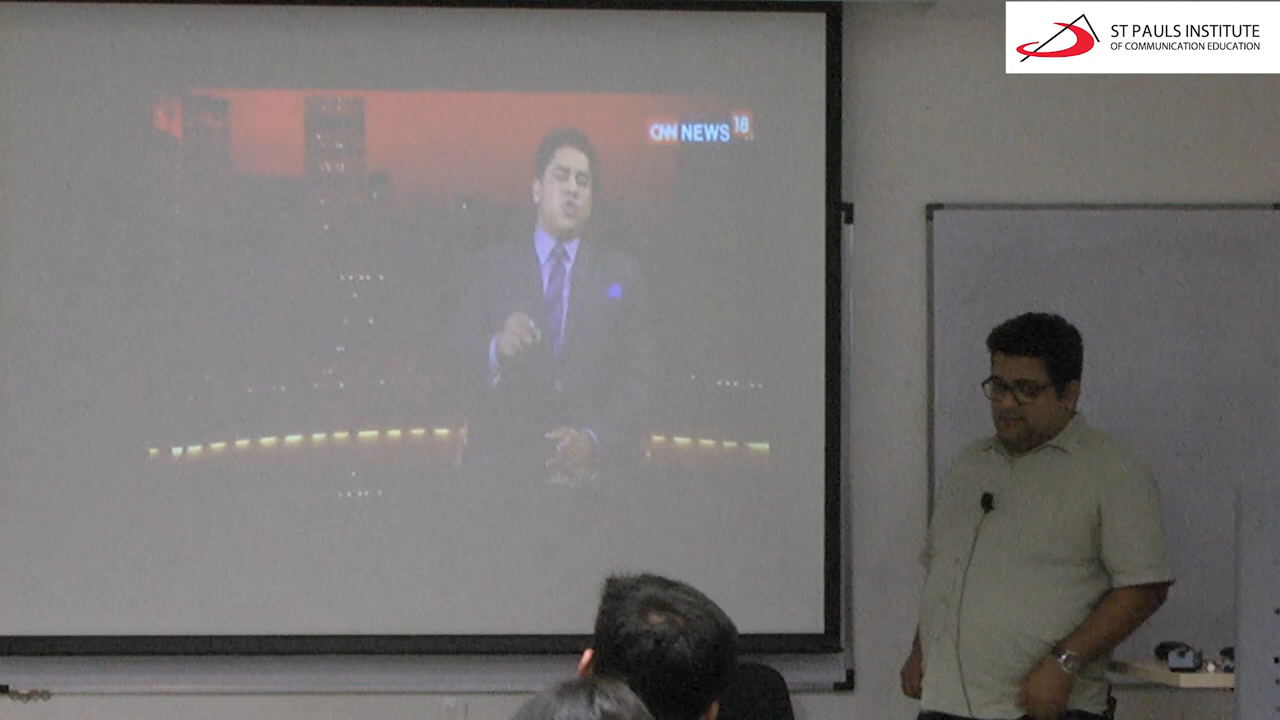 CNN NEWS 18
ST PAULS INSTITUTE
OF COMMUNICATION EDUCATION